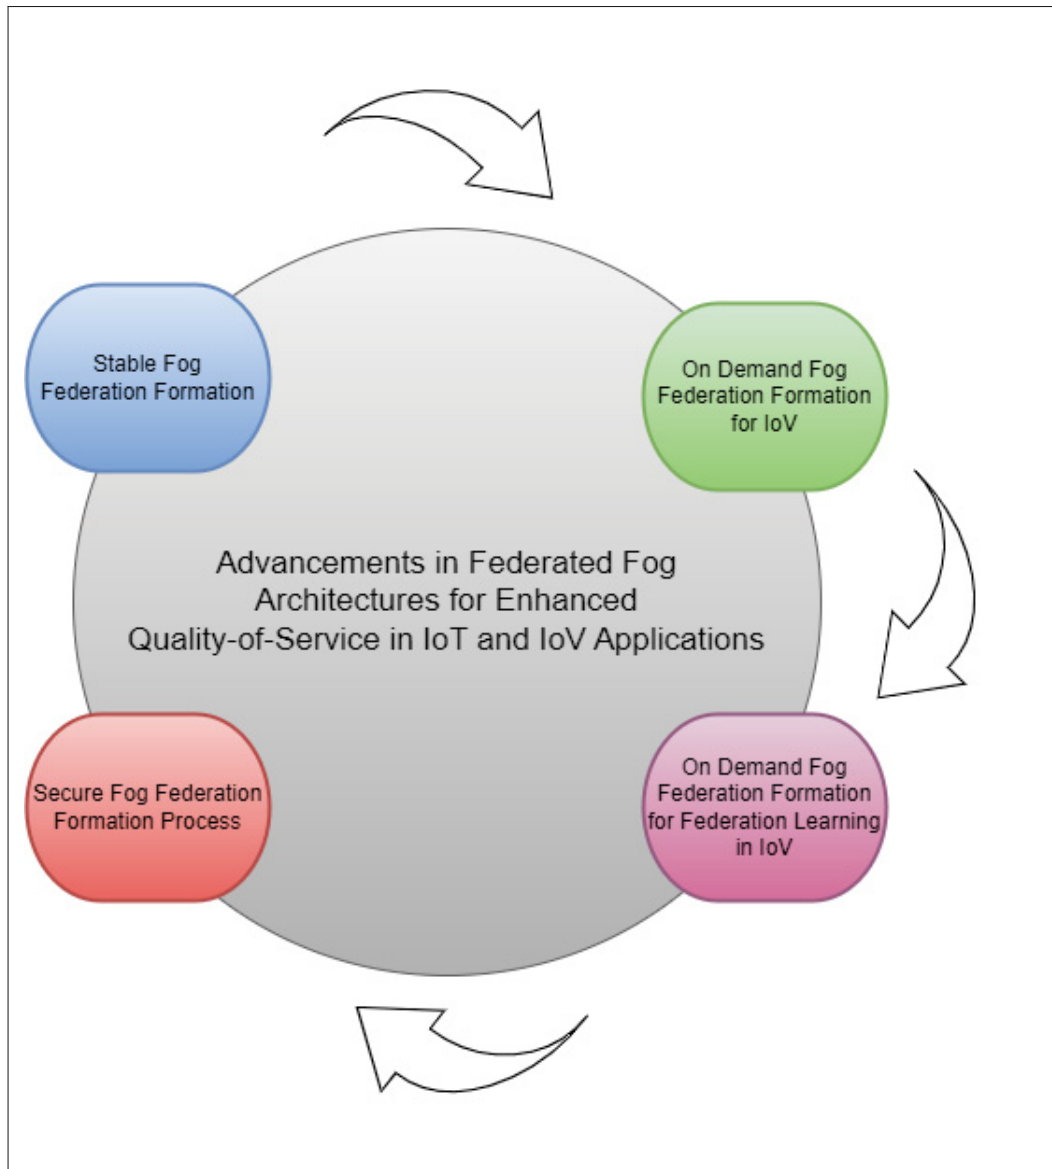 Stable Fog
Federation Formation
On Demand Fog
Federation Formation
for IoV
Advancements in Federated Fog
Architectures for Enhanced
Quality-of-Service in IoT and IoV Applications
Secure Fog Federation
Formation Process
On Demand Fog
Federation Formation
for Federation Learning
in IoV